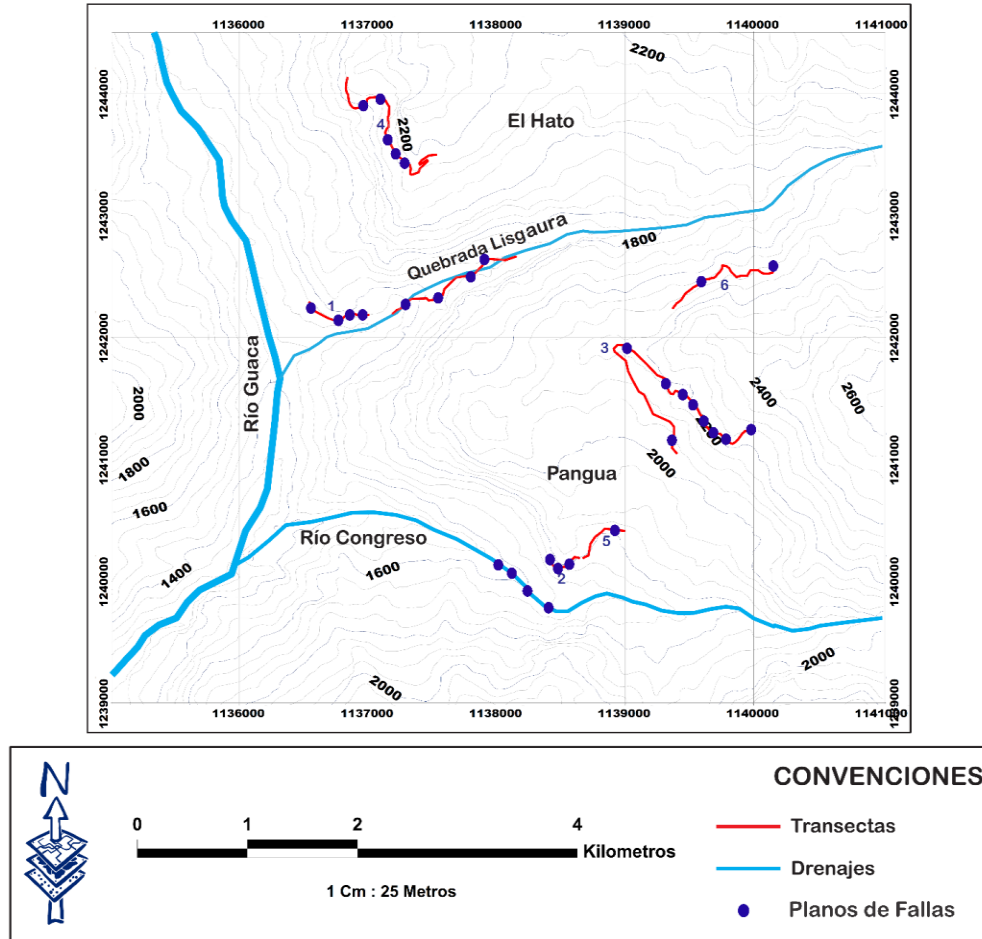 1136000 1137000 1138000 1139000 1140000 1141000
2200
1244000 1244000
El Hato
4
2200
1243000 1243000
Quebrada Lisgaura
1800
6
1
1242000 1242000
3
Río Guaca
2000
2400
2600
1241000 1241000
2000
1800
Pangua
1600
Río Congreso
5
1400
1600
2
1240000 1240000
2000
2000
1239000 1239000
1136000 1137000 1138000 1139000 1140000 1141000
N
CONVENCIONES
0 1 2 4
Kilometros
1 Cm : 25 Metros
Transectas
Drenajes
Planos de Fallas